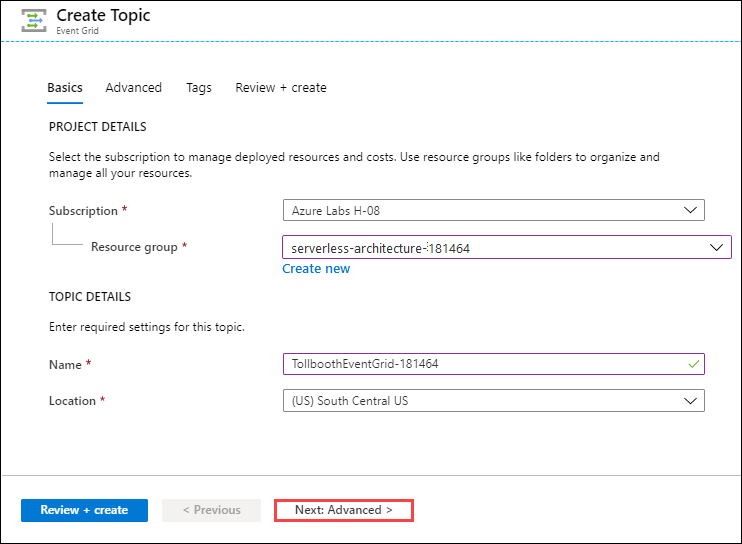 Create Topic
Event Grid
Basics Advanced Tags Review + create
PROJECT DETAILS
Select the subscription to manage deployed resources and costs. Use resource groups like folders to organize and
manage all your resources.
Subscription * Azure Labs H-08
Resource group * serverless-architecture-181464
Create new
TOPIC DETAILS
Enter required settings for this topic.
Name * TollboothEventGrid-181464
Location * (US) South Central US
Review + create < Previous Next: Advanced >